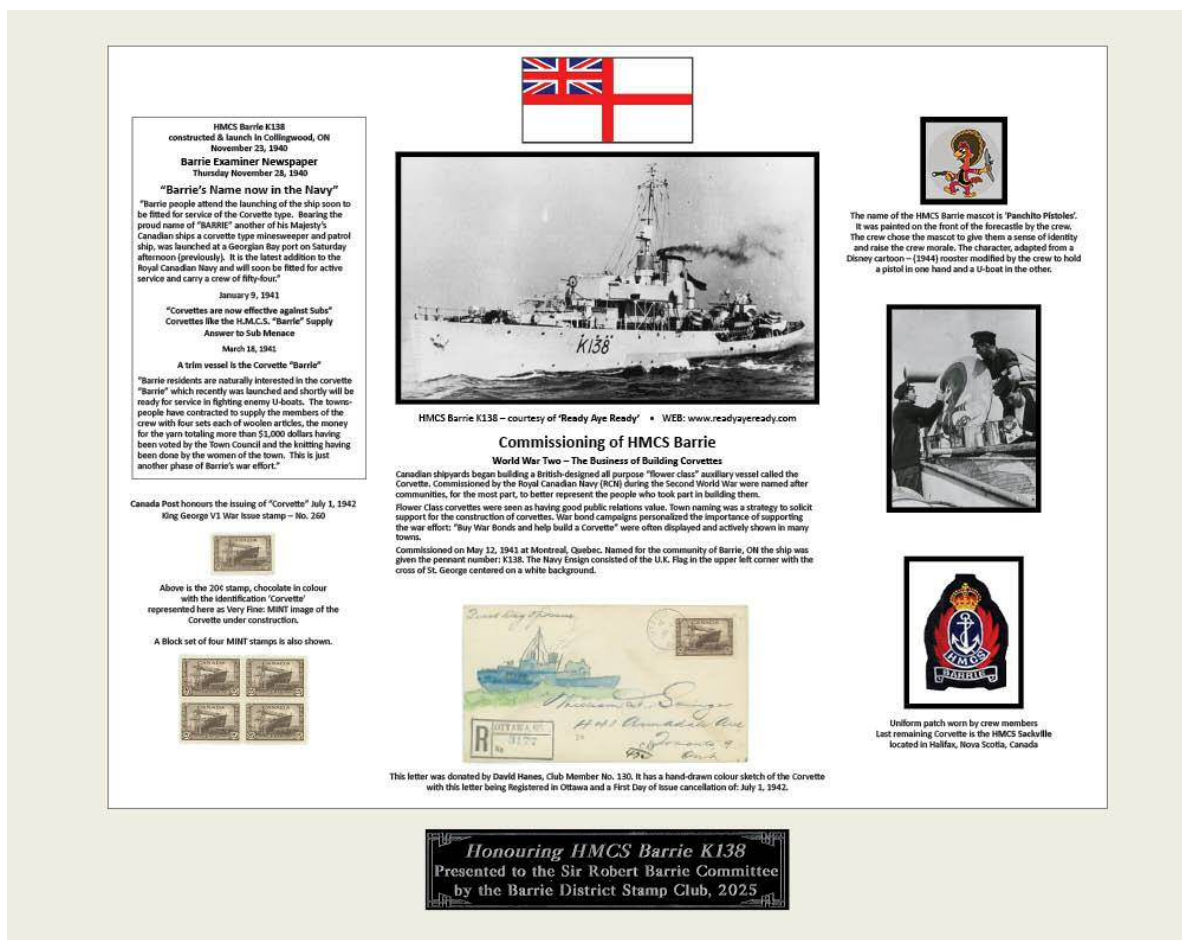 HMCS Barrie K138
constructed & launch in Collingwood, ON
November 23, 1940
Barrie Examiner Newspaper
Thursday November 28, 1940
“Barrie’s Name now in the Navy”
“Barrie people attend the launching of the ship soon to
be fitted for service of the Corvette type. Bearing the
proud name of “BARRIE” another of his Majesty’s
Canadian ships a corvette type minesweeper and patrol
ship, was launched at a Georgian Bay port on Saturday
afternoon (previously). It is the latest addition to the
Royal Canadian Navy and will soon be fitted for active
service and carry a crew of fifty-four.”
January 9, 1941
“Corvettes are now effective against Subs”
Corvettes like the H.M.C.S. “Barrie” Supply
Answer to Sub Menace
March 18, 1941
A trim vessel is the Corvette “Barrie”
“Barrie residents are naturally interested in the corvette
“Barrie” which recently was launched and shortly will be
ready for service in fighting enemy U-boats. The towns-
people have contracted to supply the members of the
crew with four sets each of woolen articles, the money
for the yarn totaling more than $1,000 dollars having
been voted by the Town Council and the knitting having
been done by the women of the town. This is just
another phase of Barrie’s war effort.”
Canada Post honours the issuing of “Corvette” July 1, 1942
King George V1 War Issue stamp – No. 260
Above is the 20¢ stamp, chocolate in colour
with the identification ‘Corvette’
represented here as Very Fine: MINT image of the
Corvette under construction.
A Block set of four MINT stamps is also shown.
CANADA CANADA
CANADA CANADA
K138
HMCS Barrie K138 – courtesy of ‘Ready Aye Ready’ • WEB: www.readyayeready.com
Commissioning of HMCS Barrie
World War Two – The Business of Building Corvettes
Canadian shipyards began building a British-designed all purpose “flower class” auxiliary vessel called the
Corvette. Commissioned by the Royal Canadian Navy (RCN) during the Second World War were named after
communities, for the most part, to better represent the people who took part in building them.
Flower Class corvettes were seen as having good public relations value. Town naming was a strategy to solicit
support for the construction of corvettes. War bond campaigns personalized the importance of supporting
the war effort: “Buy War Bonds and help build a Corvette” were often displayed and actively shown in many
towns.
Commissioned on May 12, 1941 at Montreal, Quebec. Named for the community of Barrie, ON the ship was
given the pennant number: K138. The Navy Ensign consisted of the U.K. Flag in the upper left corner with the
cross of St. George centered on a white background.
First Day of
CANADA
R
OTTAWA
No. 3177
Toronto 9
Ont
This letter was donated by David Hanes, Club Member No. 130. It has a hand-drawn colour sketch of the Corvette
with this letter being Registered in Ottawa and a First Day of Issue cancellation of: July 1, 1942.
The name of the HMCS Barrie mascot is ‘Panchito Pistoles’.
It was painted on the front of the forecastle by the crew.
The crew chose the mascot to give them a sense of identity
and raise the crew morale. The character, adapted from a
Disney cartoon – (1944) rooster modified by the crew to hold
a pistol in one hand and a U-boat in the other.
HMCS
BARRIE
Uniform patch worn by crew members
Last remaining Corvette is the HMCS Sackville
located in Halifax, Nova Scotia, Canada
Honouring HMCS Barrie K138
Presented to the Sir Robert Barrie Committee
by the Barrie District Stamp Club, 2025